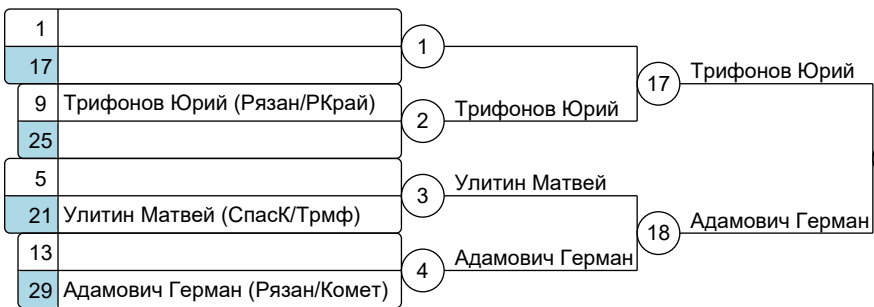 1
17
9 Трифонов Юрий (Рязан/РКрай)
25
5
21 Улитин Матвей (СпасК/Трмф)
13
29 Адамович Герман (Рязан/Комет)
1
2 Трифонов Юрий
3 Улитин Матвей
4 Адамович Герман
17 Трифонов Юрий
18 Адамович Герман